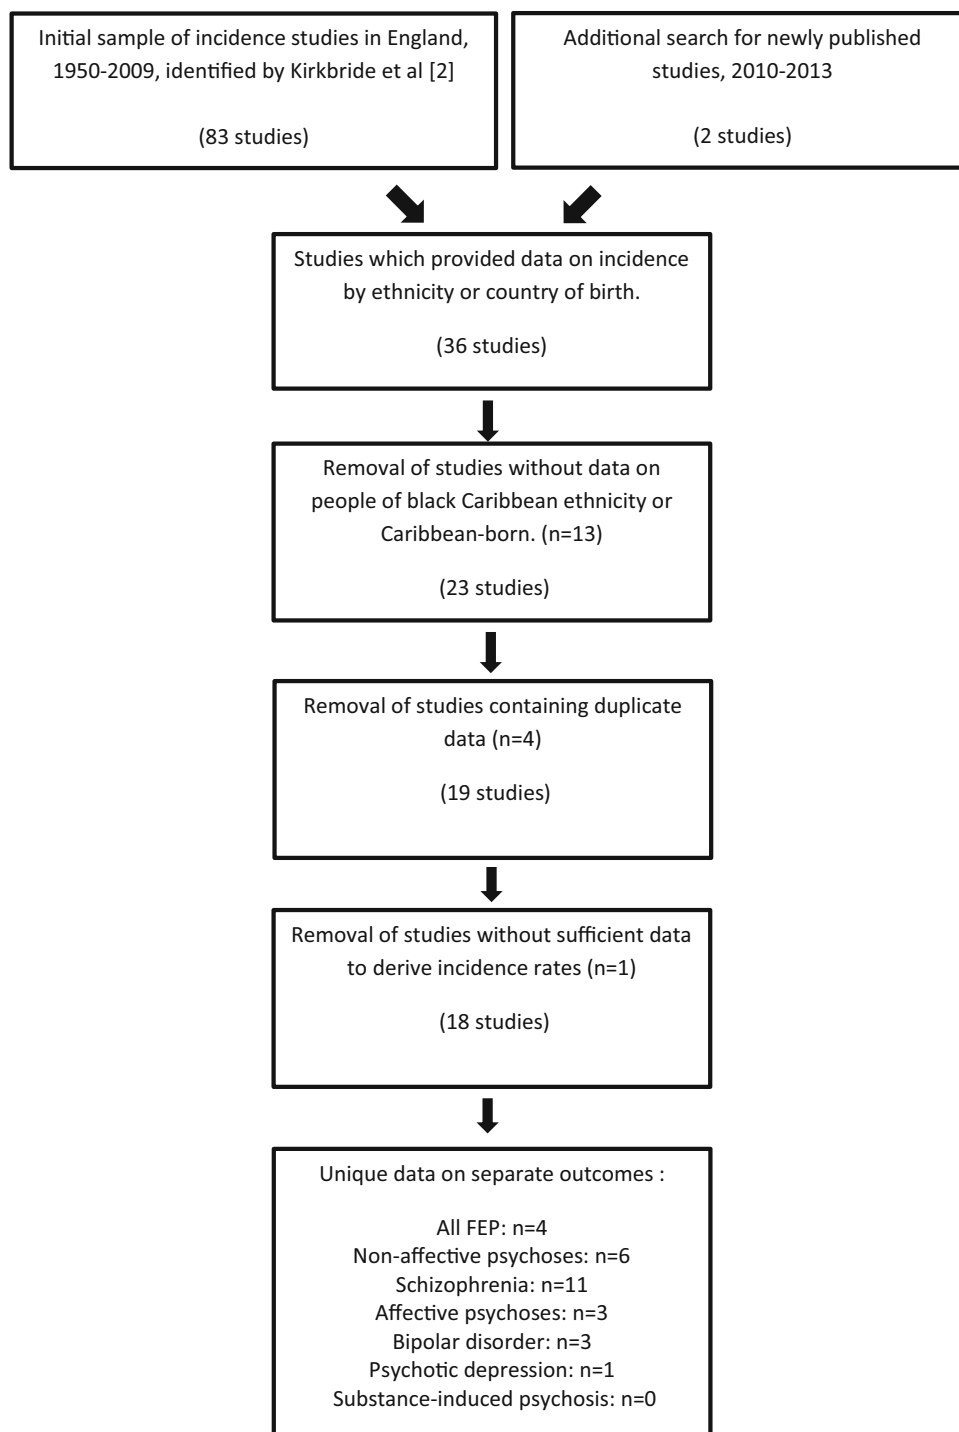 Initial sample of incidence studies in England,
1950-2009, identified by Kirkbride et al [2]
(83 studies)
Additional search for newly published
studies, 2010-2013
(2 studies)
Studies which provided data on incidence
by ethnicity or country of birth.
(36 studies)
Removal of studies without data on
people of black Caribbean ethnicity or
Caribbean-born. (n=13)
(23 studies)
Removal of studies containing duplicate
data (n=4)
(19 studies)
Removal of studies without sufficient data
to derive incidence rates (n=1)
(18 studies)
Unique data on separate outcomes :
All FEP: n=4
Non-affective psychoses: n=6
Schizophrenia: n=11
Affective psychoses: n=3
Bipolar disorder: n=3
Psychotic depression: n=1
Substance-induced psychosis: n=0